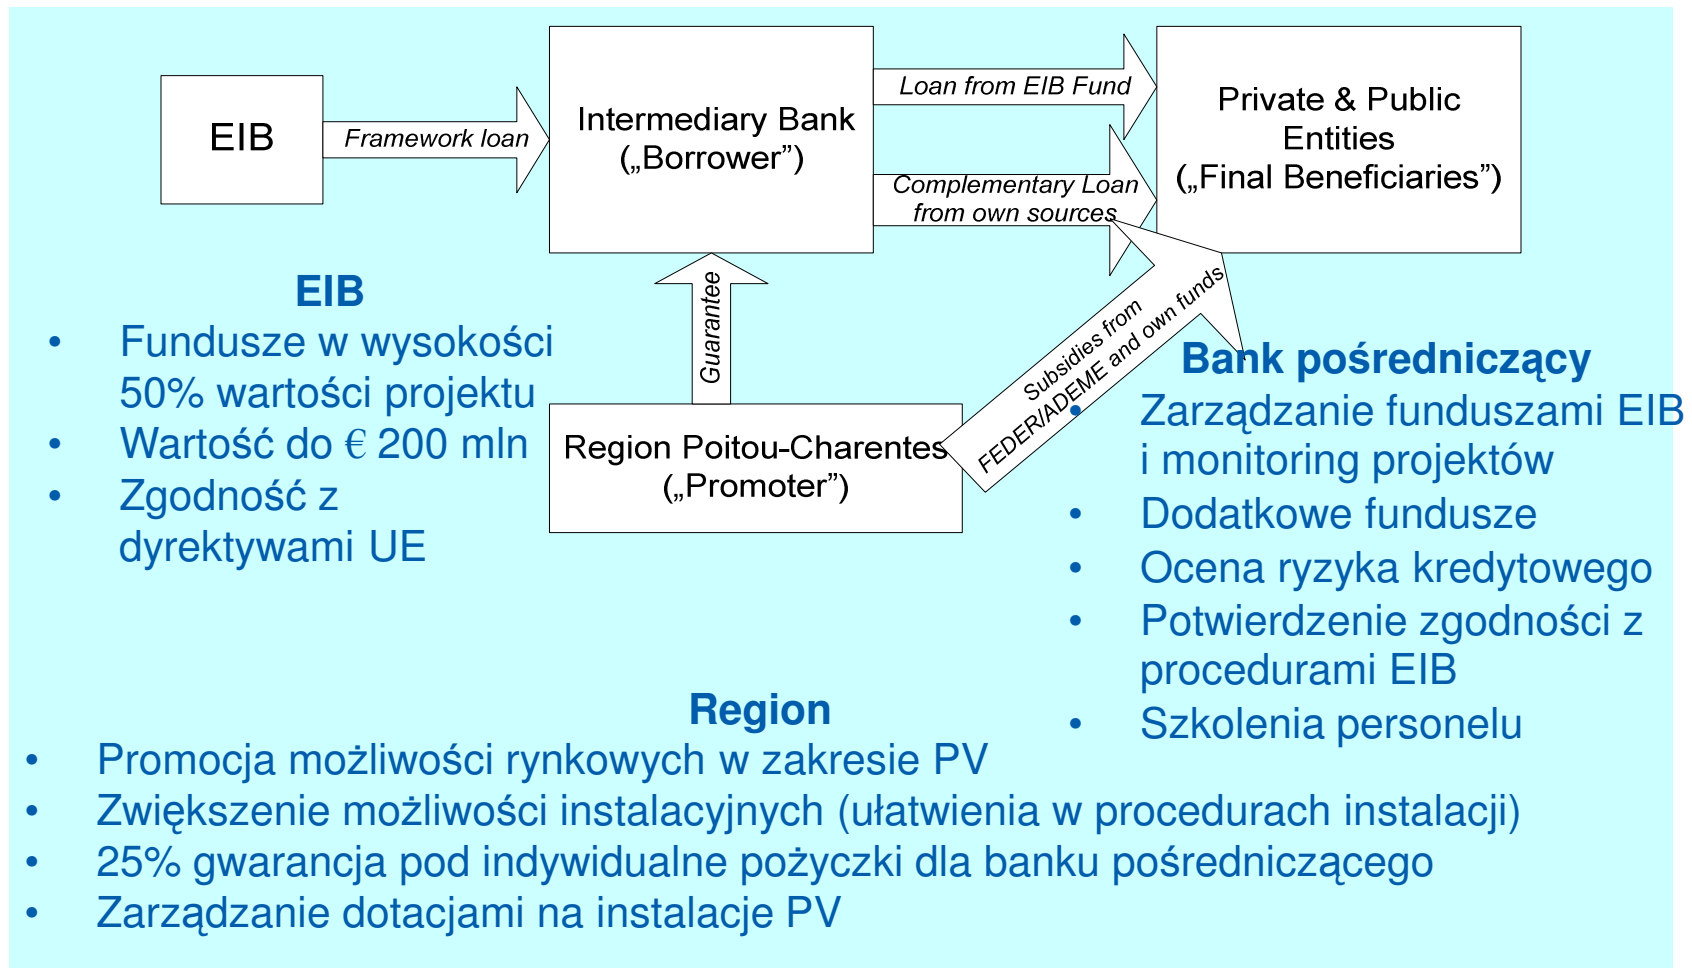 EIB
Framework loan
Intermediary Bank
(„Borrower”)
Loan from EIB Fund
Complementary Loan
from own sources
Private & Public
Entities
(„Final Beneficiaries”)
Guarantee
Region Poitou-Charentes
(„Promoter”)
Subsidies from
FEDER/ADEME and own funds
EIB
• Fundusze w wysokości
50% wartości projektu
• Wartość do € 200 mln
• Zgodność z
dyrektywami UE
Bank pośredniczący
• Zarządzanie funduszami EIB
i monitoring projektów
• Dodatkowe fundusze
• Ocena ryzyka kredytowego
• Potwierdzenie zgodności z
procedurami EIB
• Szkolenia personelu
Region
• Promocja możliwości rynkowych w zakresie PV
• Zwiększenie możliwości instalacyjnych (ułatwienia w procedurach instalacji)
• 25% gwarancja pod indywidualne pożyczki dla banku pośredniczącego
• Zarządzanie dotacjami na instalacje PV